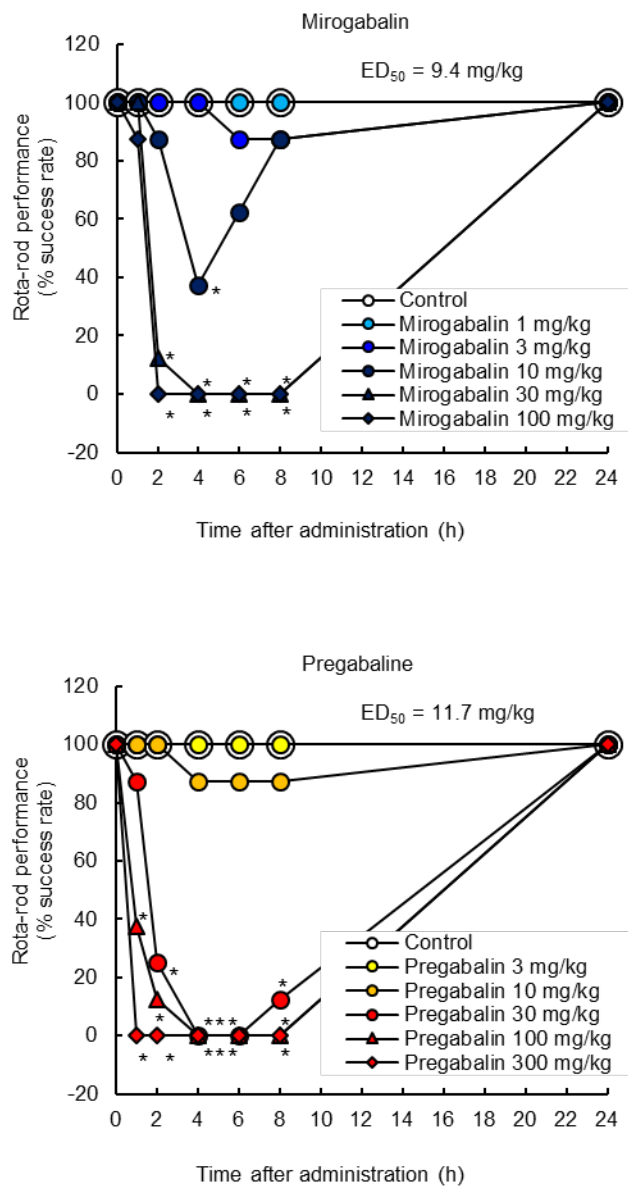 Mirogabalin
ED50 = 9.4 mg/kg
Rota-rod performance
(% success rate)
120
100
80
60
40
20
0
-20
*
*
* * * *
* * * *
Control
Mirogabalin 1 mg/kg
Mirogabalin 3 mg/kg
Mirogabalin 10 mg/kg
Mirogabalin 30 mg/kg
Mirogabalin 100 mg/kg
0 2 4 6 8 10 12 14 16 18 20 22 24
Time after administration (h)
Pregabaline
ED50 = 11.7 mg/kg
Rota-rod performance
(% success rate)
120
100
80
60
40
20
0
-20
*
* *
* *** *
* * *** *
Control
Pregabalin 3 mg/kg
Pregabalin 10 mg/kg
Pregabalin 30 mg/kg
Pregabalin 100 mg/kg
Pregabalin 300 mg/kg
0 2 4 6 8 10 12 14 16 18 20 22 24
Time after administration (h)